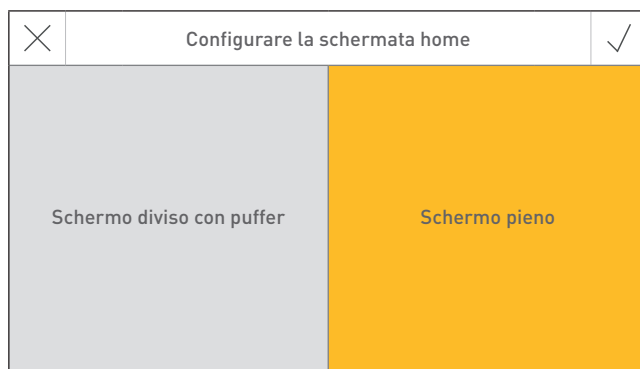 Configurare la schermata home
Schermo diviso con puffer
Schermo pieno